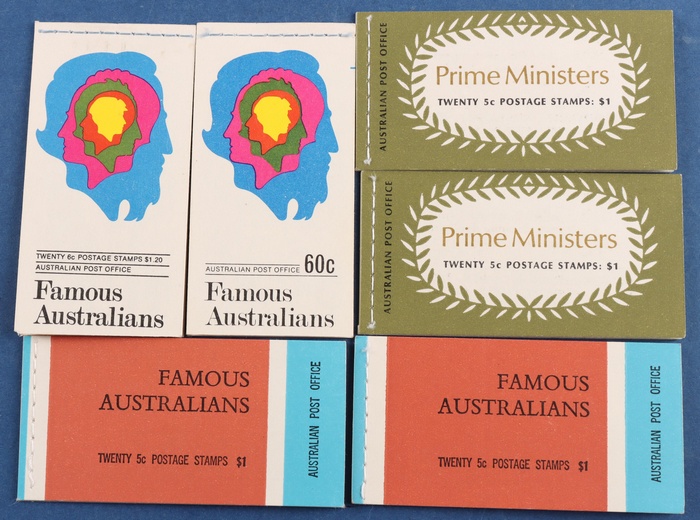 TWENTY 6c POSTAGE STAMPS $1.20
AUSTRALIAN POST OFFICE
Famous
Australians
AUSTRALIAN POST OFFICE 60c
Famous
Australians
AUSTRALIAN POST OFFICE
Prime Ministers
TWENTY 5c POSTAGE STAMPS: $1
AUSTRALIAN POST OFFICE
Prime Ministers
TWENTY 5c POSTAGE STAMPS: $1
FAMOUS
AUSTRALIANS
TWENTY 5c POSTAGE STAMPS $1
AUSTRALIAN POST OFFICE
FAMOUS
AUSTRALIANS
TWENTY 5c POSTAGE STAMPS $1
AUSTRALIAN POST OFFICE